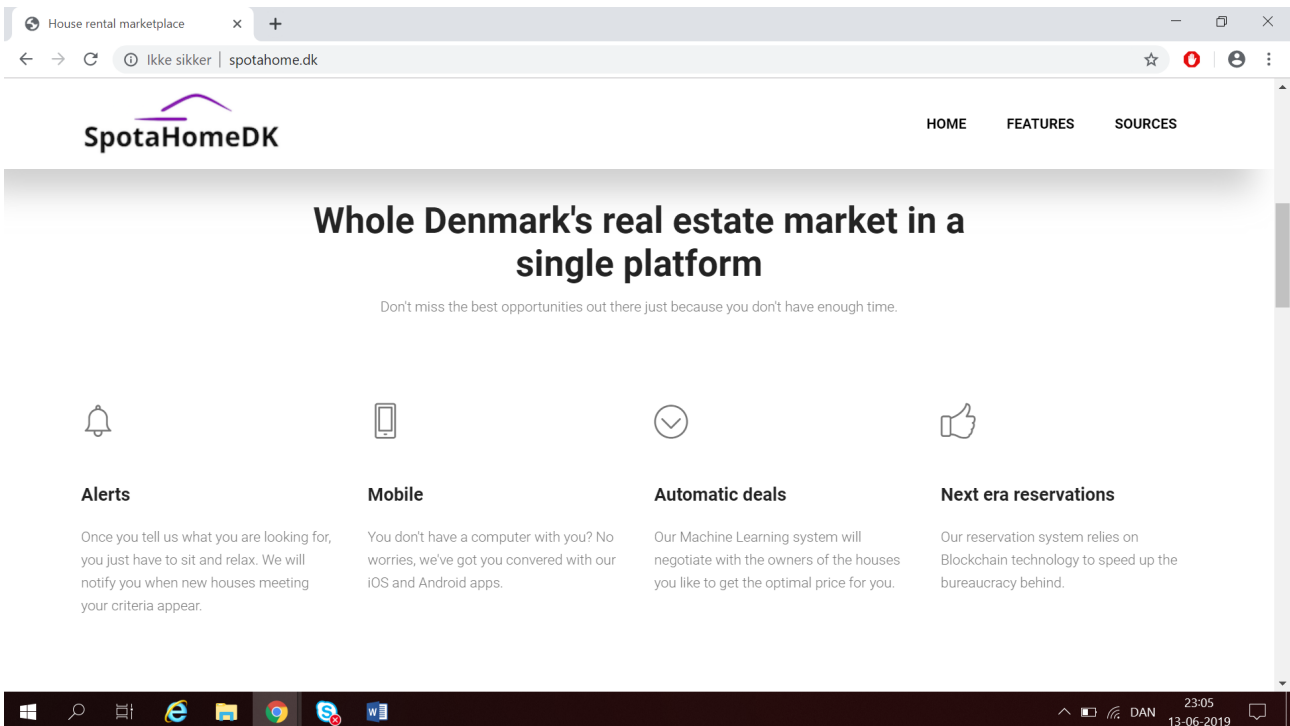 House rental marketplace
Ikke sikker | spotahome.dk
SpotaHomeDK
HOME FEATURES SOURCES
Whole Denmark's real estate market in a
single platform
Don't miss the best opportunities out there just because you don't have enough time.
Alerts
Once you tell us what you are looking for,
you just have to sit and relax. We will
notify you when new houses meeting
your criteria appear.
Mobile
You don't have a computer with you? No
worries, we've got you convered with our
iOS and Android apps.
Automatic deals
Our Machine Learning system will
negotiate with the owners of the houses
you like to get the optimal price for you.
Next era reservations
Our reservation system relies on
Blockchain technology to speed up the
bureaucracy behind.
DAN
23:05
13-06-2019